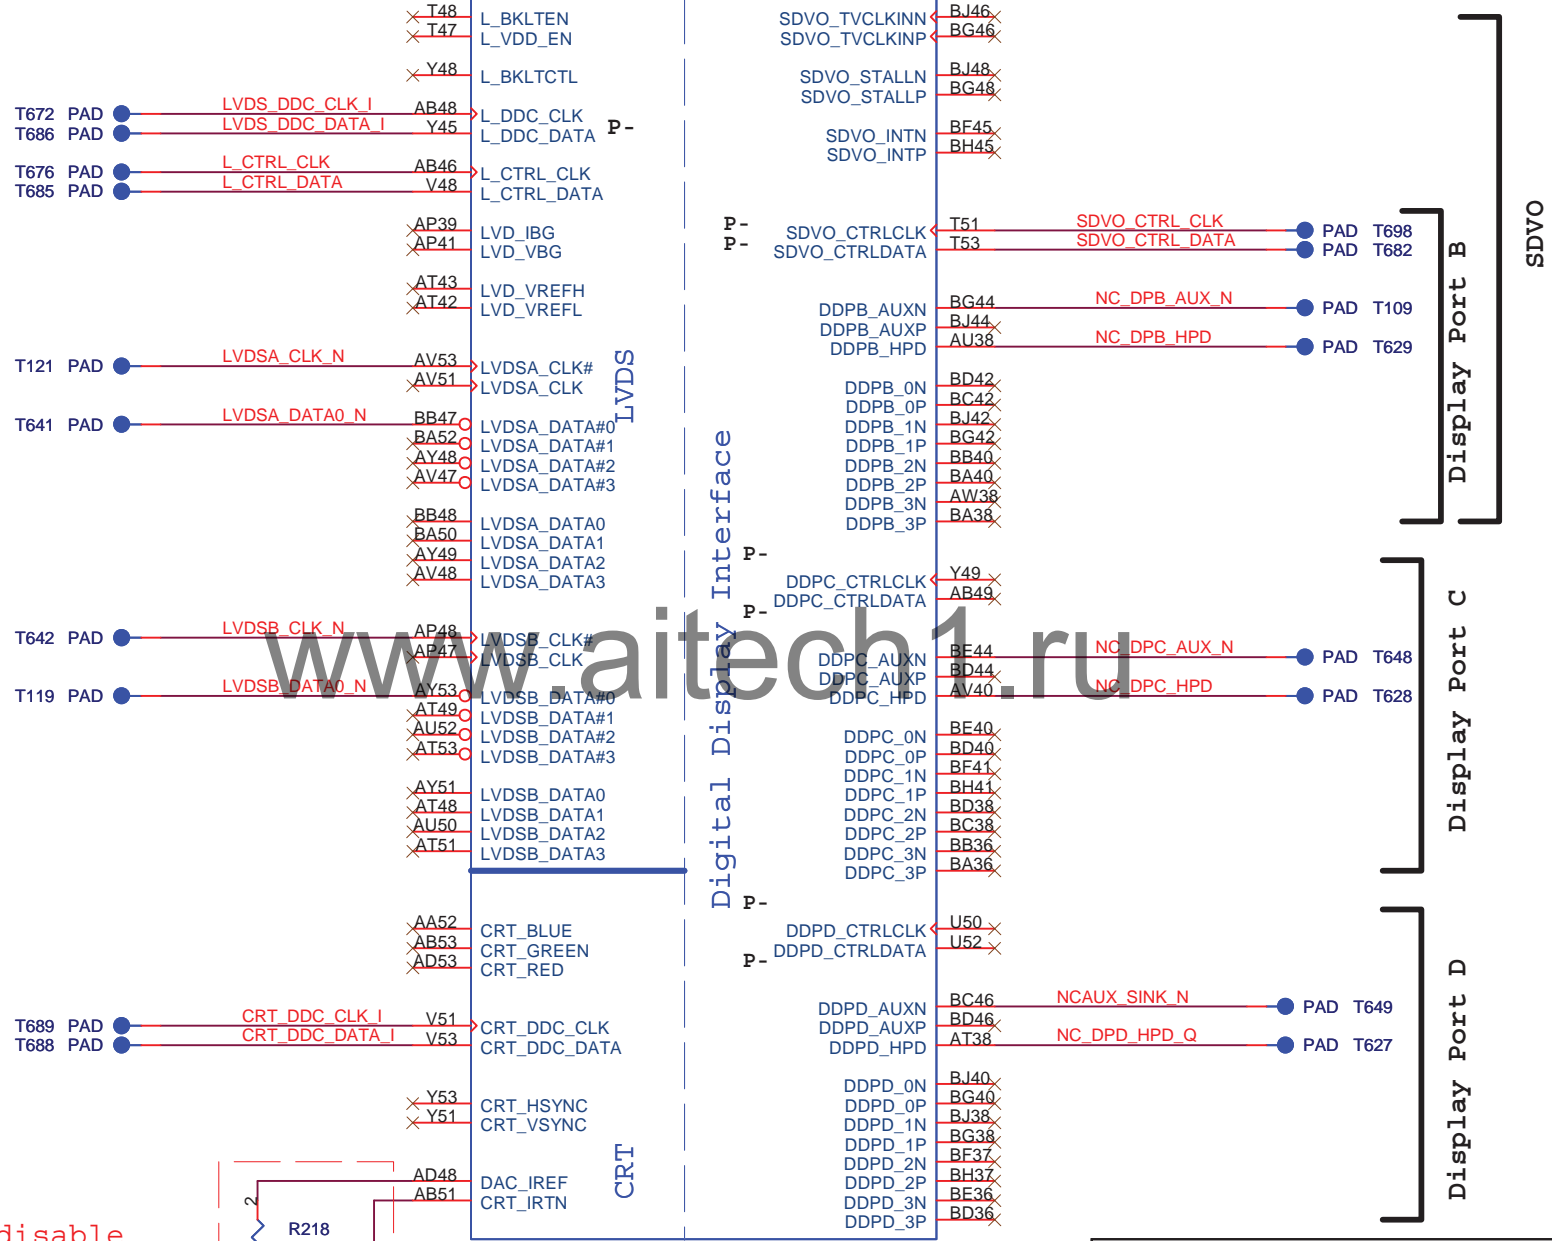 T48 L_BKLTEN
T47 L_VDD_EN
Y48 L_BKLTCTL
T672 PAD LVDS_DDC_CLK_I AB48 L_DDC_CLK
T686 PAD LVDS_DDC_DATA_I Y45 L_DDC_DATA P-
T676 PAD L_CTRL_CLK AB46 L_CTRL_CLK
T685 PAD L_CTRL_DATA V48 L_CTRL_DATA
AP39 LVD_IBG
AP41 LVD_VBG
AT43 LVD_VREFH
AT42 LVD_VREFL
T121 PAD LVDSA_CLK_N AV53 LVDSA_CLK#
AV51 LVDSA_CLK
T641 PAD LVDSA_DATA0_N BB47 LVDSA_DATA#0
BA52 LVDSA_DATA#1
AY48 LVDSA_DATA#2
AV47 LVDSA_DATA#3
BB48 LVDSA_DATA0
BA50 LVDSA_DATA1
AY49 LVDSA_DATA2
AV48 LVDSA_DATA3
T642 PAD LVDSB_CLK_N AP48 LVDSB_CLK#
AP47 LVDSB_CLK
T119 PAD LVDSB_DATA0_N AY53 LVDSB_DATA#0
AT49 LVDSB_DATA#1
AU52 LVDSB_DATA#2
AT53 LVDSB_DATA#3
AY51 LVDSB_DATA0
AT48 LVDSB_DATA1
AU50 LVDSB_DATA2
AT51 LVDSB_DATA3
LVDS
AA52 CRT_BLUE
AB53 CRT_GREEN
AD53 CRT_RED
T689 PAD CRT_DDC_CLK_I V51 CRT_DDC_CLK
T688 PAD CRT_DDC_DATA_I V53 CRT_DDC_DATA
Y53 CRT_HSYNC
Y51 CRT_VSYNC
AD48 DAC_IREF
AB51 CRT_IRTN
CRT
2
R218
disable
Digital Display Interface
SDVO_TVCLKINN BJ46
SDVO_TVCLKINP BG46
SDVO_STALLN BJ48
SDVO_STALLP BG48
SDVO_INTN BF45
SDVO_INTP BH45
P- SDVO_CTRLCLK T51 SDVO_CTRL_CLK PAD T698
P- SDVO_CTRLDATA T53 SDVO_CTRL_DATA PAD T682
DDPB_AUXN BG44 NC_DPB_AUX_N PAD T109
DDPB_AUXP BJ44
DDPB_HPD AU38 NC_DPB_HPD PAD T629
DDPB_0N BD42
DDPB_0P BC42
DDPB_1N BJ42
DDPB_1P BG42
DDPB_2N BB40
DDPB_2P BA40
DDPB_3N AW38
DDPB_3P BA38
Display Port B
SDVO
P-
DDPC_CTRLCLK Y49
DDPC_CTRLDATA AB49
P-
DDPC_AUXN BE44 NC_DPC_AUX_N PAD T648
DDPC_AUXP BD44
DDPC_HPD AV40 NC_DPC_HPD PAD T628
DDPC_0N BE40
DDPC_0P BD40
DDPC_1N BF41
DDPC_1P BH41
DDPC_2N BD38
DDPC_2P BC38
DDPC_3N BB36
DDPC_3P BA36
Display Port C
P-
DDPD_CTRLCLK U50
DDPD_CTRLDATA U52
P-
DDPD_AUXN BC46 NCAUX_SINK_N PAD T649
DDPD_AUXP BD46
DDPD_HPD AT38 NC_DPD_HPD_Q PAD T627
DDPD_0N BJ40
DDPD_0P BG40
DDPD_1N BJ38
DDPD_1P BG38
DDPD_2N BF37
DDPD_2P BH37
DDPD_3N BE36
DDPD_3P BD36
Display Port D
www.aitech1.ru